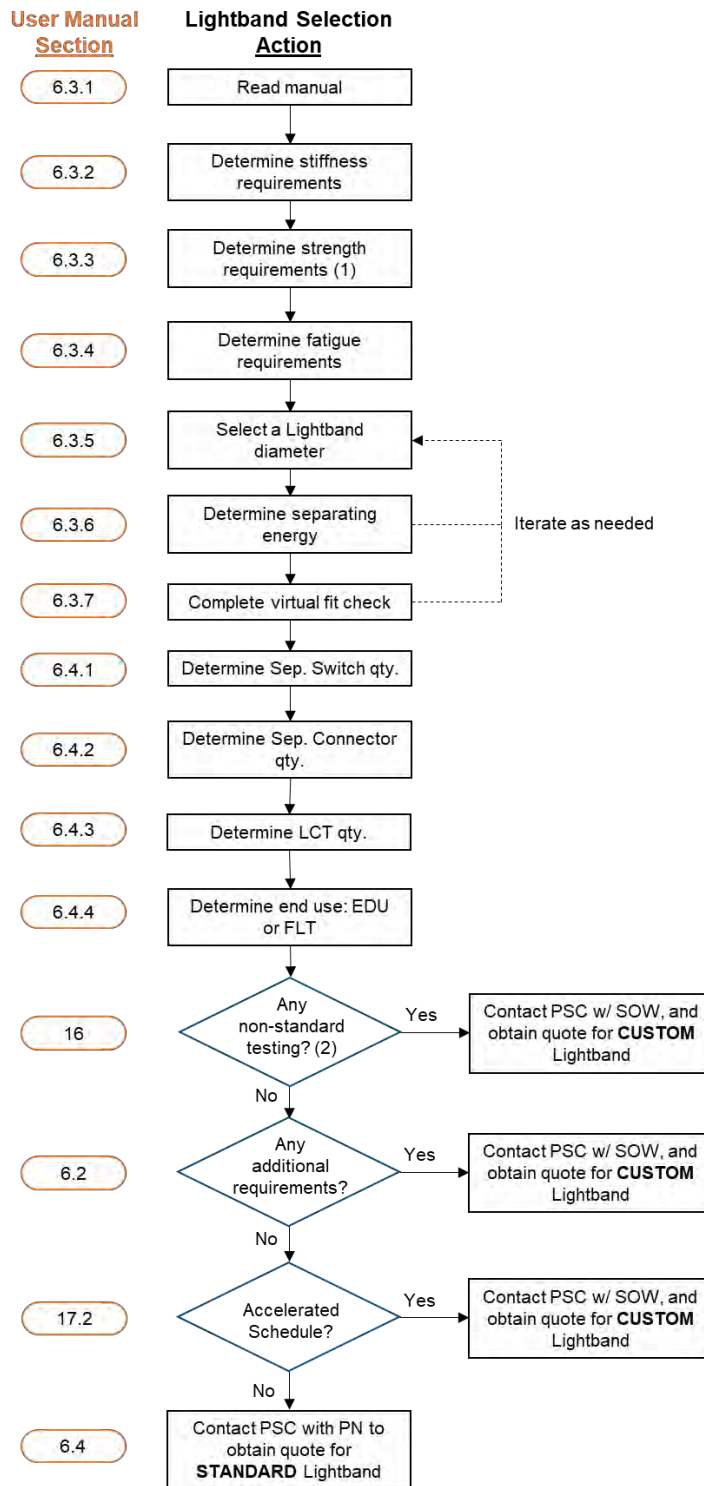 User Manual
Section
Lightband Selection
Action
6.3.1
Read manual
6.3.2
Determine stiffness
requirements
6.3.3
Determine strength
requirements (1)
6.3.4
Determine fatigue
requirements
6.3.5
Select a Lightband
diameter
6.3.6
Determine separating
energy
Iterate as needed
6.3.7
Complete virtual fit check
6.4.1
Determine Sep. Switch qty.
6.4.2
Determine Sep. Connector
qty.
6.4.3
Determine LCT qty.
6.4.4
Determine end use: EDU
or FLT
16
Any
non-standard
testing? (2)
Yes
Contact PSC w/ SOW, and
obtain quote for CUSTOM
Lightband
No
6.2
Any
additional
requirements?
Yes
Contact PSC w/ SOW, and
obtain quote for CUSTOM
Lightband
No
17.2
Accelerated
Schedule?
Yes
Contact PSC w/ SOW, and
obtain quote for CUSTOM
Lightband
No
6.4
Contact PSC with PN to
obtain quote for
STANDARD Lightband